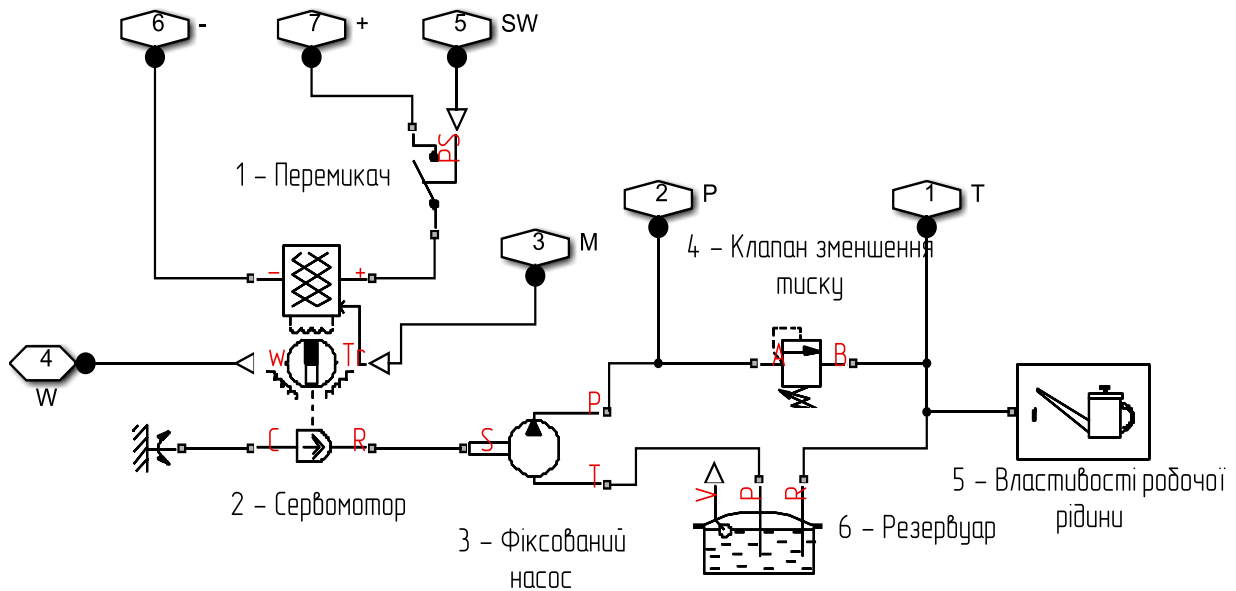 6 -
7 +
5 SW
PS
1 – Перемикач
2 P
1 T
3 M
4 – Клапан зменшення
тиску
- +
4
W
W Tr
A B
P
C R
S
T
V P R
5 – Властивості робочої
рідини
2 – Сервомотор
3 – Фіксований
насос
6 – Резервуар